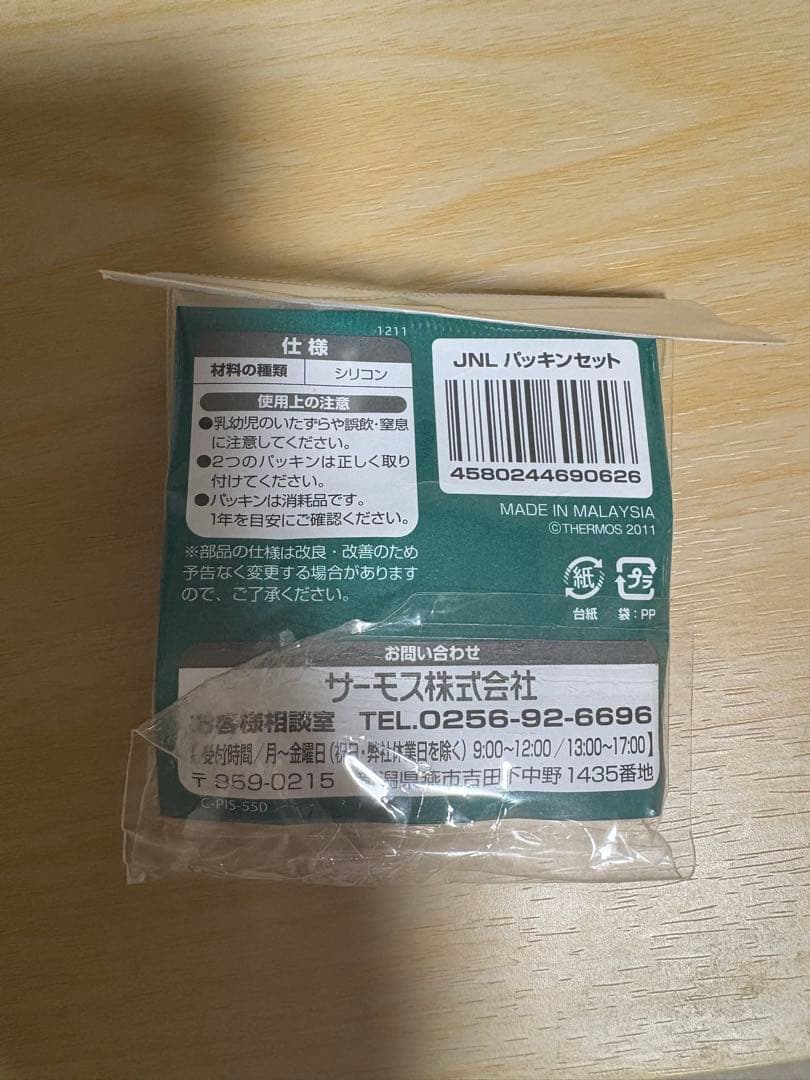 1211
仕様
材料の種類 シリコン
使用上の注意
●乳幼児のいたずらや誤飲・窒息
に注意してください。
●2つのパッキンは正しく取り
付けてください。
●パッキンは消耗品です。
1年を目安にご確認ください。
※部品の仕様は改良・改善のため
予告なく変更する場合があります
ので、ご了承ください。
JNL パッキンセット
4580244690626
MADE IN MALAYSIA
©THERMOS 2011
紙 プラ
台紙 袋：PP
お問い合わせ
サーモス株式会社
お客様相談室 TEL.0256-92-6696
【受付時間／月〜金曜日（祝日・弊社休業日を除く）9:00〜12:00／13:00〜17:00】
〒959-0215 新潟県燕市吉田下中野1435番地
C-PIS-550